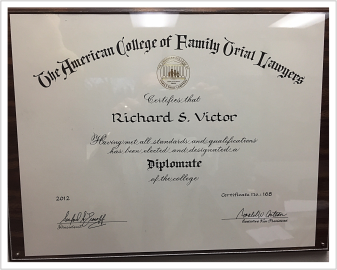 The American College of Family Trial Lawyers
Certifies that
Richard S. Victor
Having met all standards and qualifications
has been elected and designated a
Diplomate
of the college
2012
Certificate No. 168